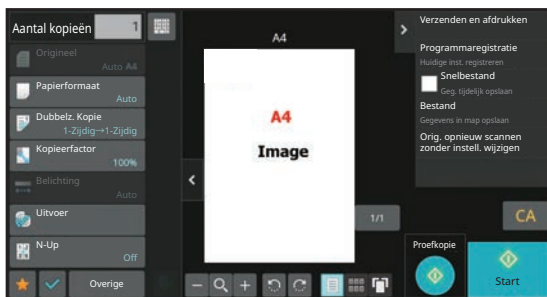 Aantal kopieën 1
Origineel
Auto A4
Papierformaat
Auto
Dubbelz. Kopie
1-Zijdig→1-Zijdig
Kopieerfactor
100%
Belichting
Auto
Uitvoer
N-Up
Off
Overige
A4
A4
Image
1/1
Verzenden en afdrukken
Programmaregistratie
Huidige inst. registreren
Snelbestand
Geg. tijdelijk opslaan
Bestand
Gegevens in map opslaan
Orig. opnieuw scannen
zonder instell. wijzigen
CA
Proefkopie
Start